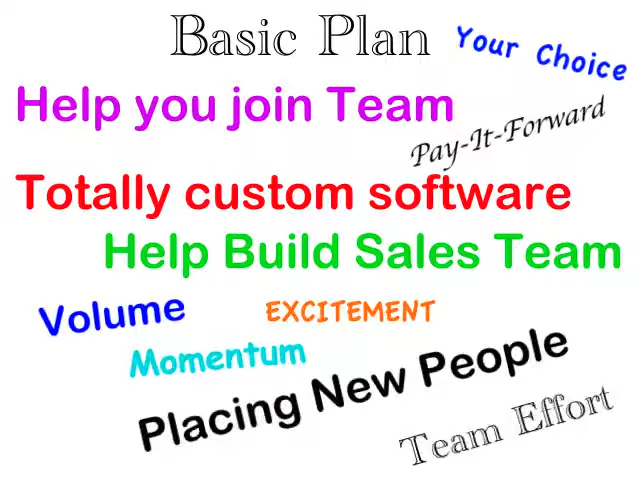 Basic Plan
Your Choice
Help you join Team
Pay-It-Forward
Totally custom software
Help Build Sales Team
Volume
EXCITEMENT
Momentum
Placing New People
Team Effort